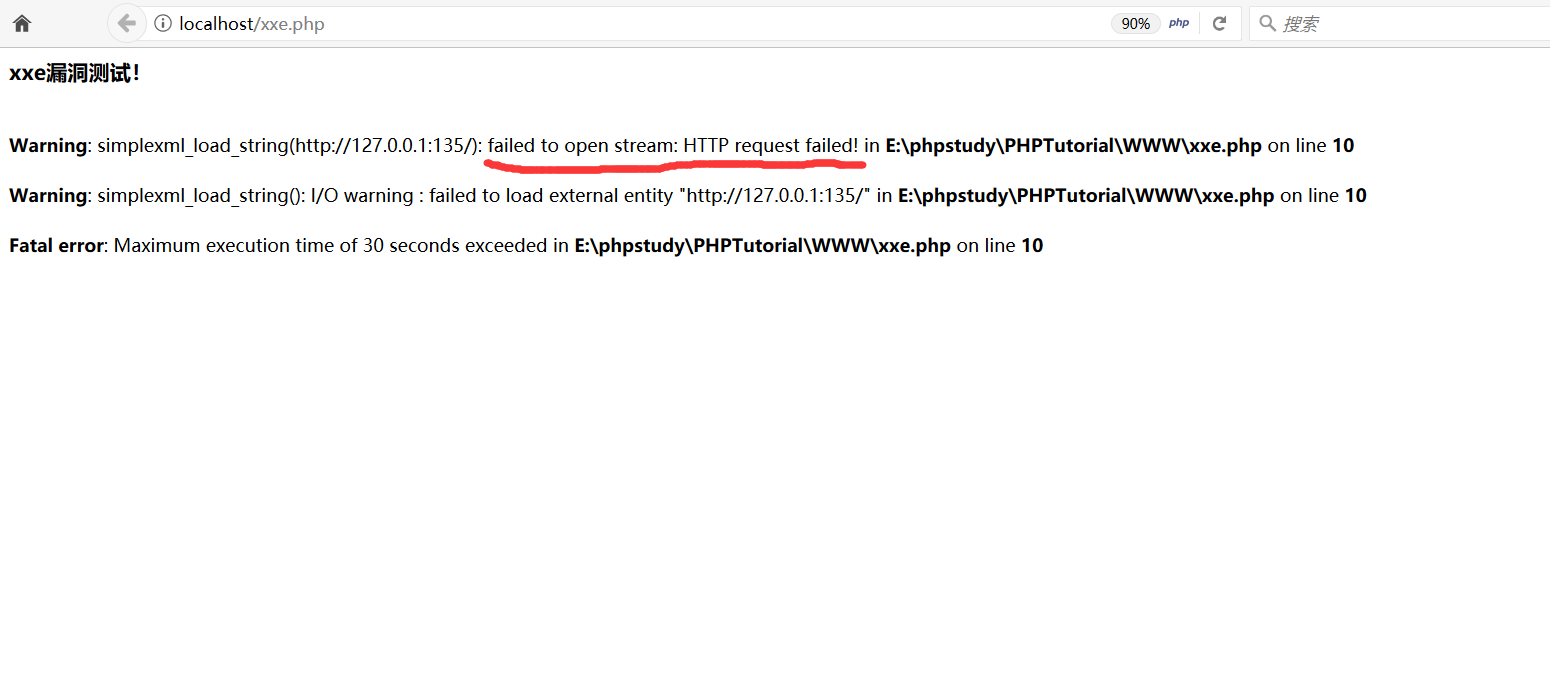 localhost/xxe.php
90%
php
搜索
xxe漏洞测试！
Warning: simplexml_load_string(http://127.0.0.1:135/): failed to open stream: HTTP request failed! in E:\phpstudy\PHPTutorial\WWW\xxe.php on line 10
Warning: simplexml_load_string(): I/O warning : failed to load external entity "http://127.0.0.1:135/" in E:\phpstudy\PHPTutorial\WWW\xxe.php on line 10
Fatal error: Maximum execution time of 30 seconds exceeded in E:\phpstudy\PHPTutorial\WWW\xxe.php on line 10